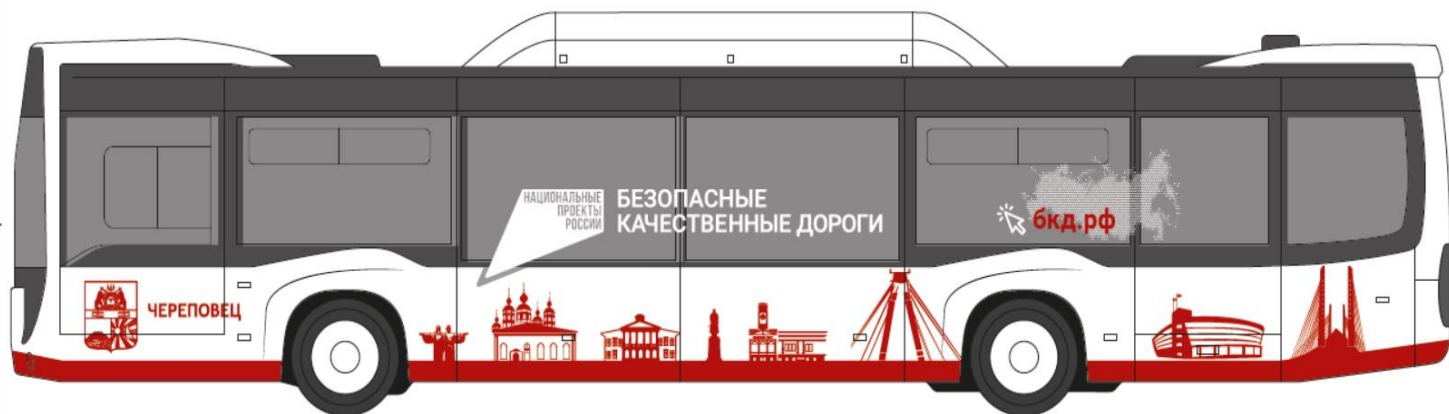 НАЦИОНАЛЬНЫЕ
ПРОЕКТЫ
РОССИИ
БЕЗОПАСНЫЕ
КАЧЕСТВЕННЫЕ ДОРОГИ
бкд.рф
ЧЕРЕПОВЕЦ